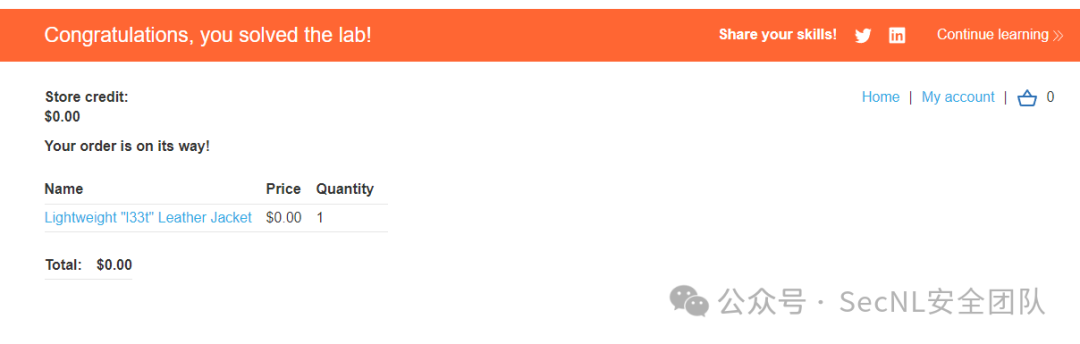 Congratulations, you solved the lab!
Share your skills!
Continue learning
Store credit:
$0.00
Home | My account | 0
Your order is on its way!
Name Price Quantity
Lightweight "l33t" Leather Jacket $0.00 1
Total: $0.00
公众号 · SecNL安全团队